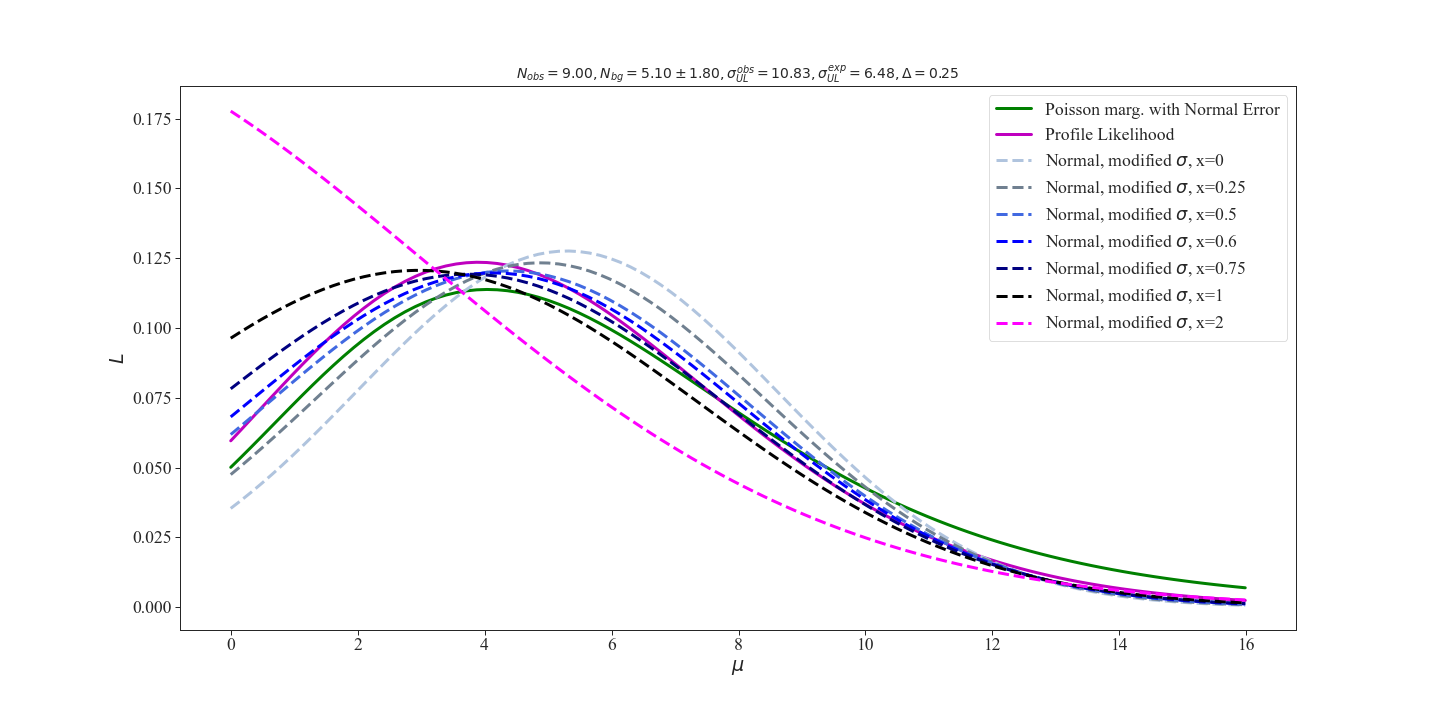 N_obs = 9.00, N_bg = 5.10 ± 1.80, σ_UL^obs = 10.83, σ_UL^exp = 6.48, Δ = 0.25
Poisson marg. with Normal Error
Profile Likelihood
Normal, modified σ, x=0
Normal, modified σ, x=0.25
Normal, modified σ, x=0.5
Normal, modified σ, x=0.6
Normal, modified σ, x=0.75
Normal, modified σ, x=1
Normal, modified σ, x=2
L
0.175
0.150
0.125
0.100
0.075
0.050
0.025
0.000
0 2 4 6 8 10 12 14 16
μ